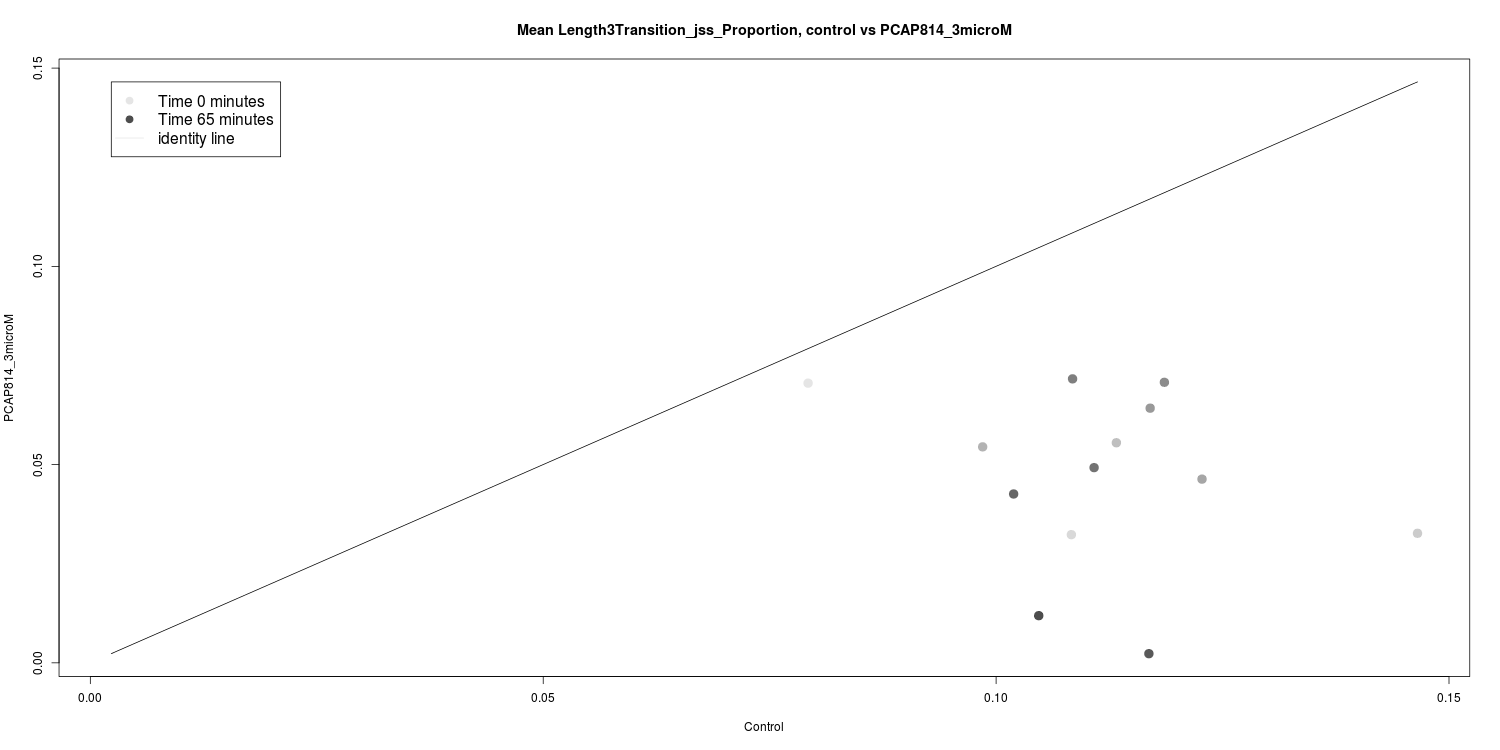 Mean Length3Transition_jss_Proportion, control vs PCAP814_3microM
Time 0 minutes
Time 65 minutes
identity line
PCAP814_3microM
0.15
0.10
0.05
0.00
0.00 0.05 0.10 0.15
Control